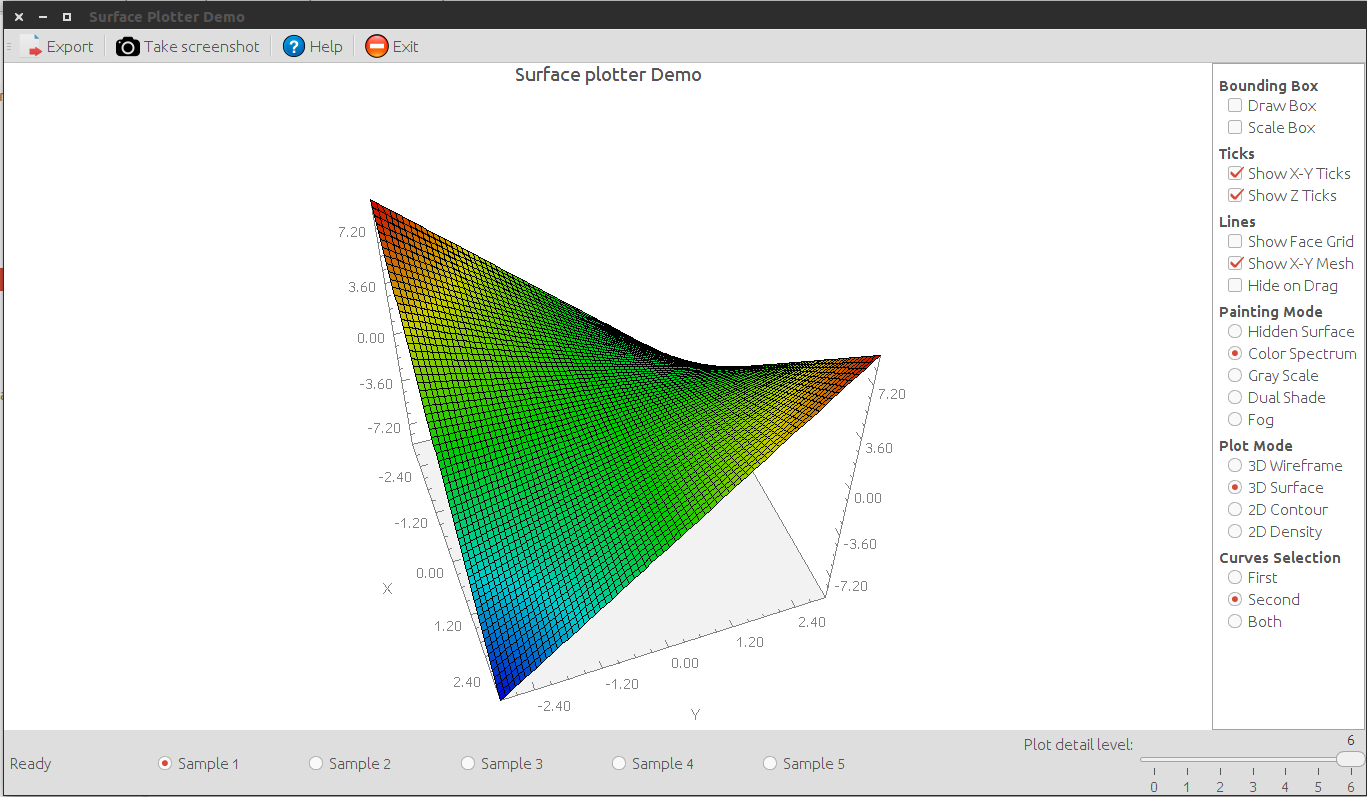 Surface Plotter Demo
Export Take screenshot Help Exit
Surface plotter Demo
7.20
3.60
0.00
-3.60
-7.20
-2.40
-1.20
0.00
X
1.20
2.40
-2.40
-1.20
0.00
1.20
2.40
Y
7.20
3.60
0.00
-3.60
-7.20
Bounding Box
Draw Box
Scale Box
Ticks
Show X-Y Ticks
Show Z Ticks
Lines
Show Face Grid
Show X-Y Mesh
Hide on Drag
Painting Mode
Hidden Surface
Color Spectrum
Gray Scale
Dual Shade
Fog
Plot Mode
3D Wireframe
3D Surface
2D Contour
2D Density
Curves Selection
First
Second
Both
Ready Sample 1 Sample 2 Sample 3 Sample 4 Sample 5
Plot detail level:
6
0 1 2 3 4 5 6